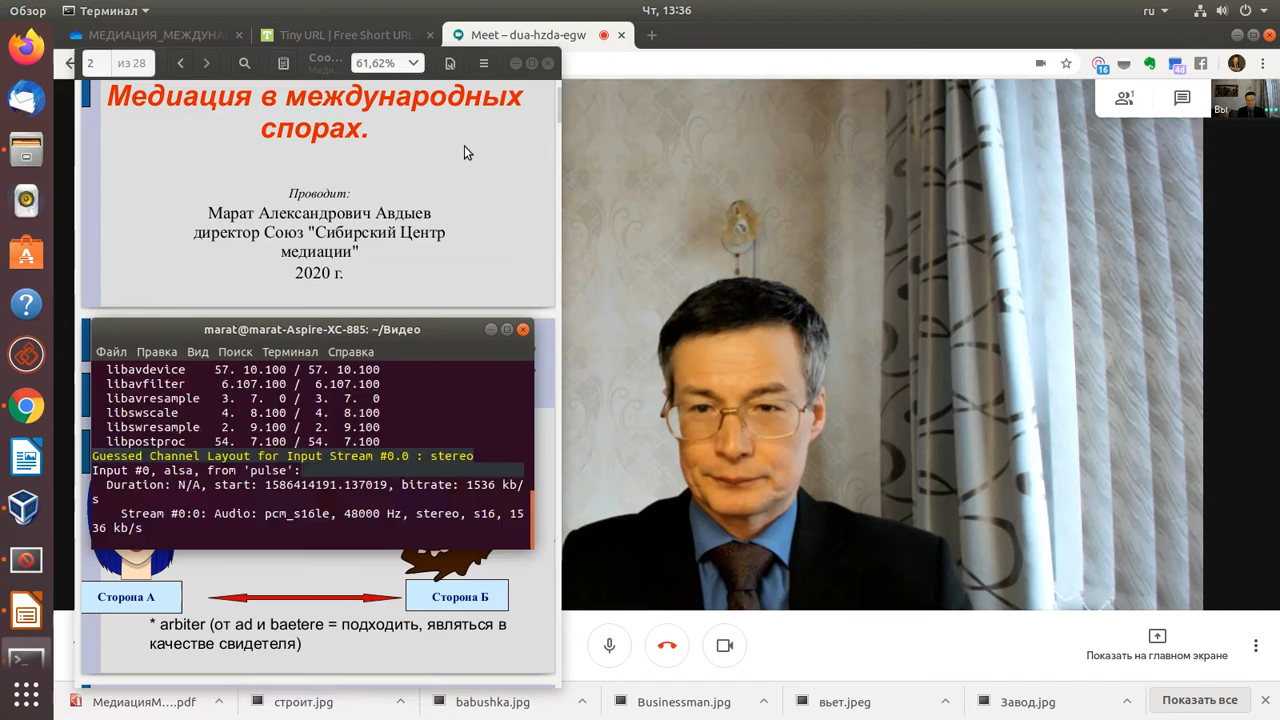 Обзор
Терминал
Чт, 13:36
ru
МЕДИАЦИЯ_МЕЖДУНА
Tiny URL | Free Short URL
Meet – dua-hzda-egw
2
из 28
Соо...
Меди...
61,62%
16
4d
1
Вы
Медиация в международных
спорах.
Проводит:
Марат Александрович Авдыев
директор Союз "Сибирский Центр
медиации"
2020 г.
marat@marat-Aspire-XC-885: ~/Видео
Файл Правка Вид Поиск Терминал Справка
libavdevice 57. 10.100 / 57. 10.100
libavfilter 6.107.100 / 6.107.100
libavresample 3. 7. 0 / 3. 7. 0
libswscale 4. 8.100 / 4. 8.100
libswresample 2. 9.100 / 2. 9.100
libpostproc 54. 7.100 / 54. 7.100
Guessed Channel Layout for Input Stream #0.0 : stereo
Input #0, alsa, from 'pulse':
Duration: N/A, start: 1586414191.137019, bitrate: 1536 kb/
s
Stream #0:0: Audio: pcm_s16le, 48000 Hz, stereo, s16, 15
36 kb/s
Сторона А
Сторона Б
* arbiter (от ad и baetere = подходить, являться в
качестве свидетеля)
Показать на главном экране
МедиацияМ....pdf
строит.jpg
babushka.jpg
Businessman.jpg
вьет.jpeg
Завод.jpg
Показать все